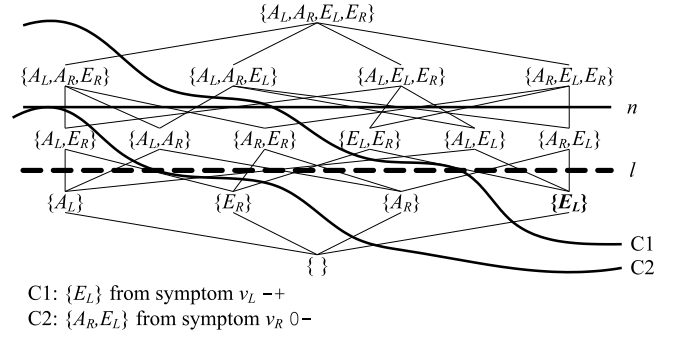 {A_L,A_R,E_L,E_R}
{A_L,A_R,E_R} {A_L,A_R,E_L} {A_L,E_L,E_R} {A_R,E_L,E_R}
n
{A_L,E_R} {A_L,A_R} {A_R,E_R} {E_L,E_R} {A_L,E_L} {A_R,E_L}
l
{A_L} {E_R} {A_R} {E_L}
C1
{ } C2
C1: {E_L} from symptom v_L −+
C2: {A_R,E_L} from symptom v_R 0−